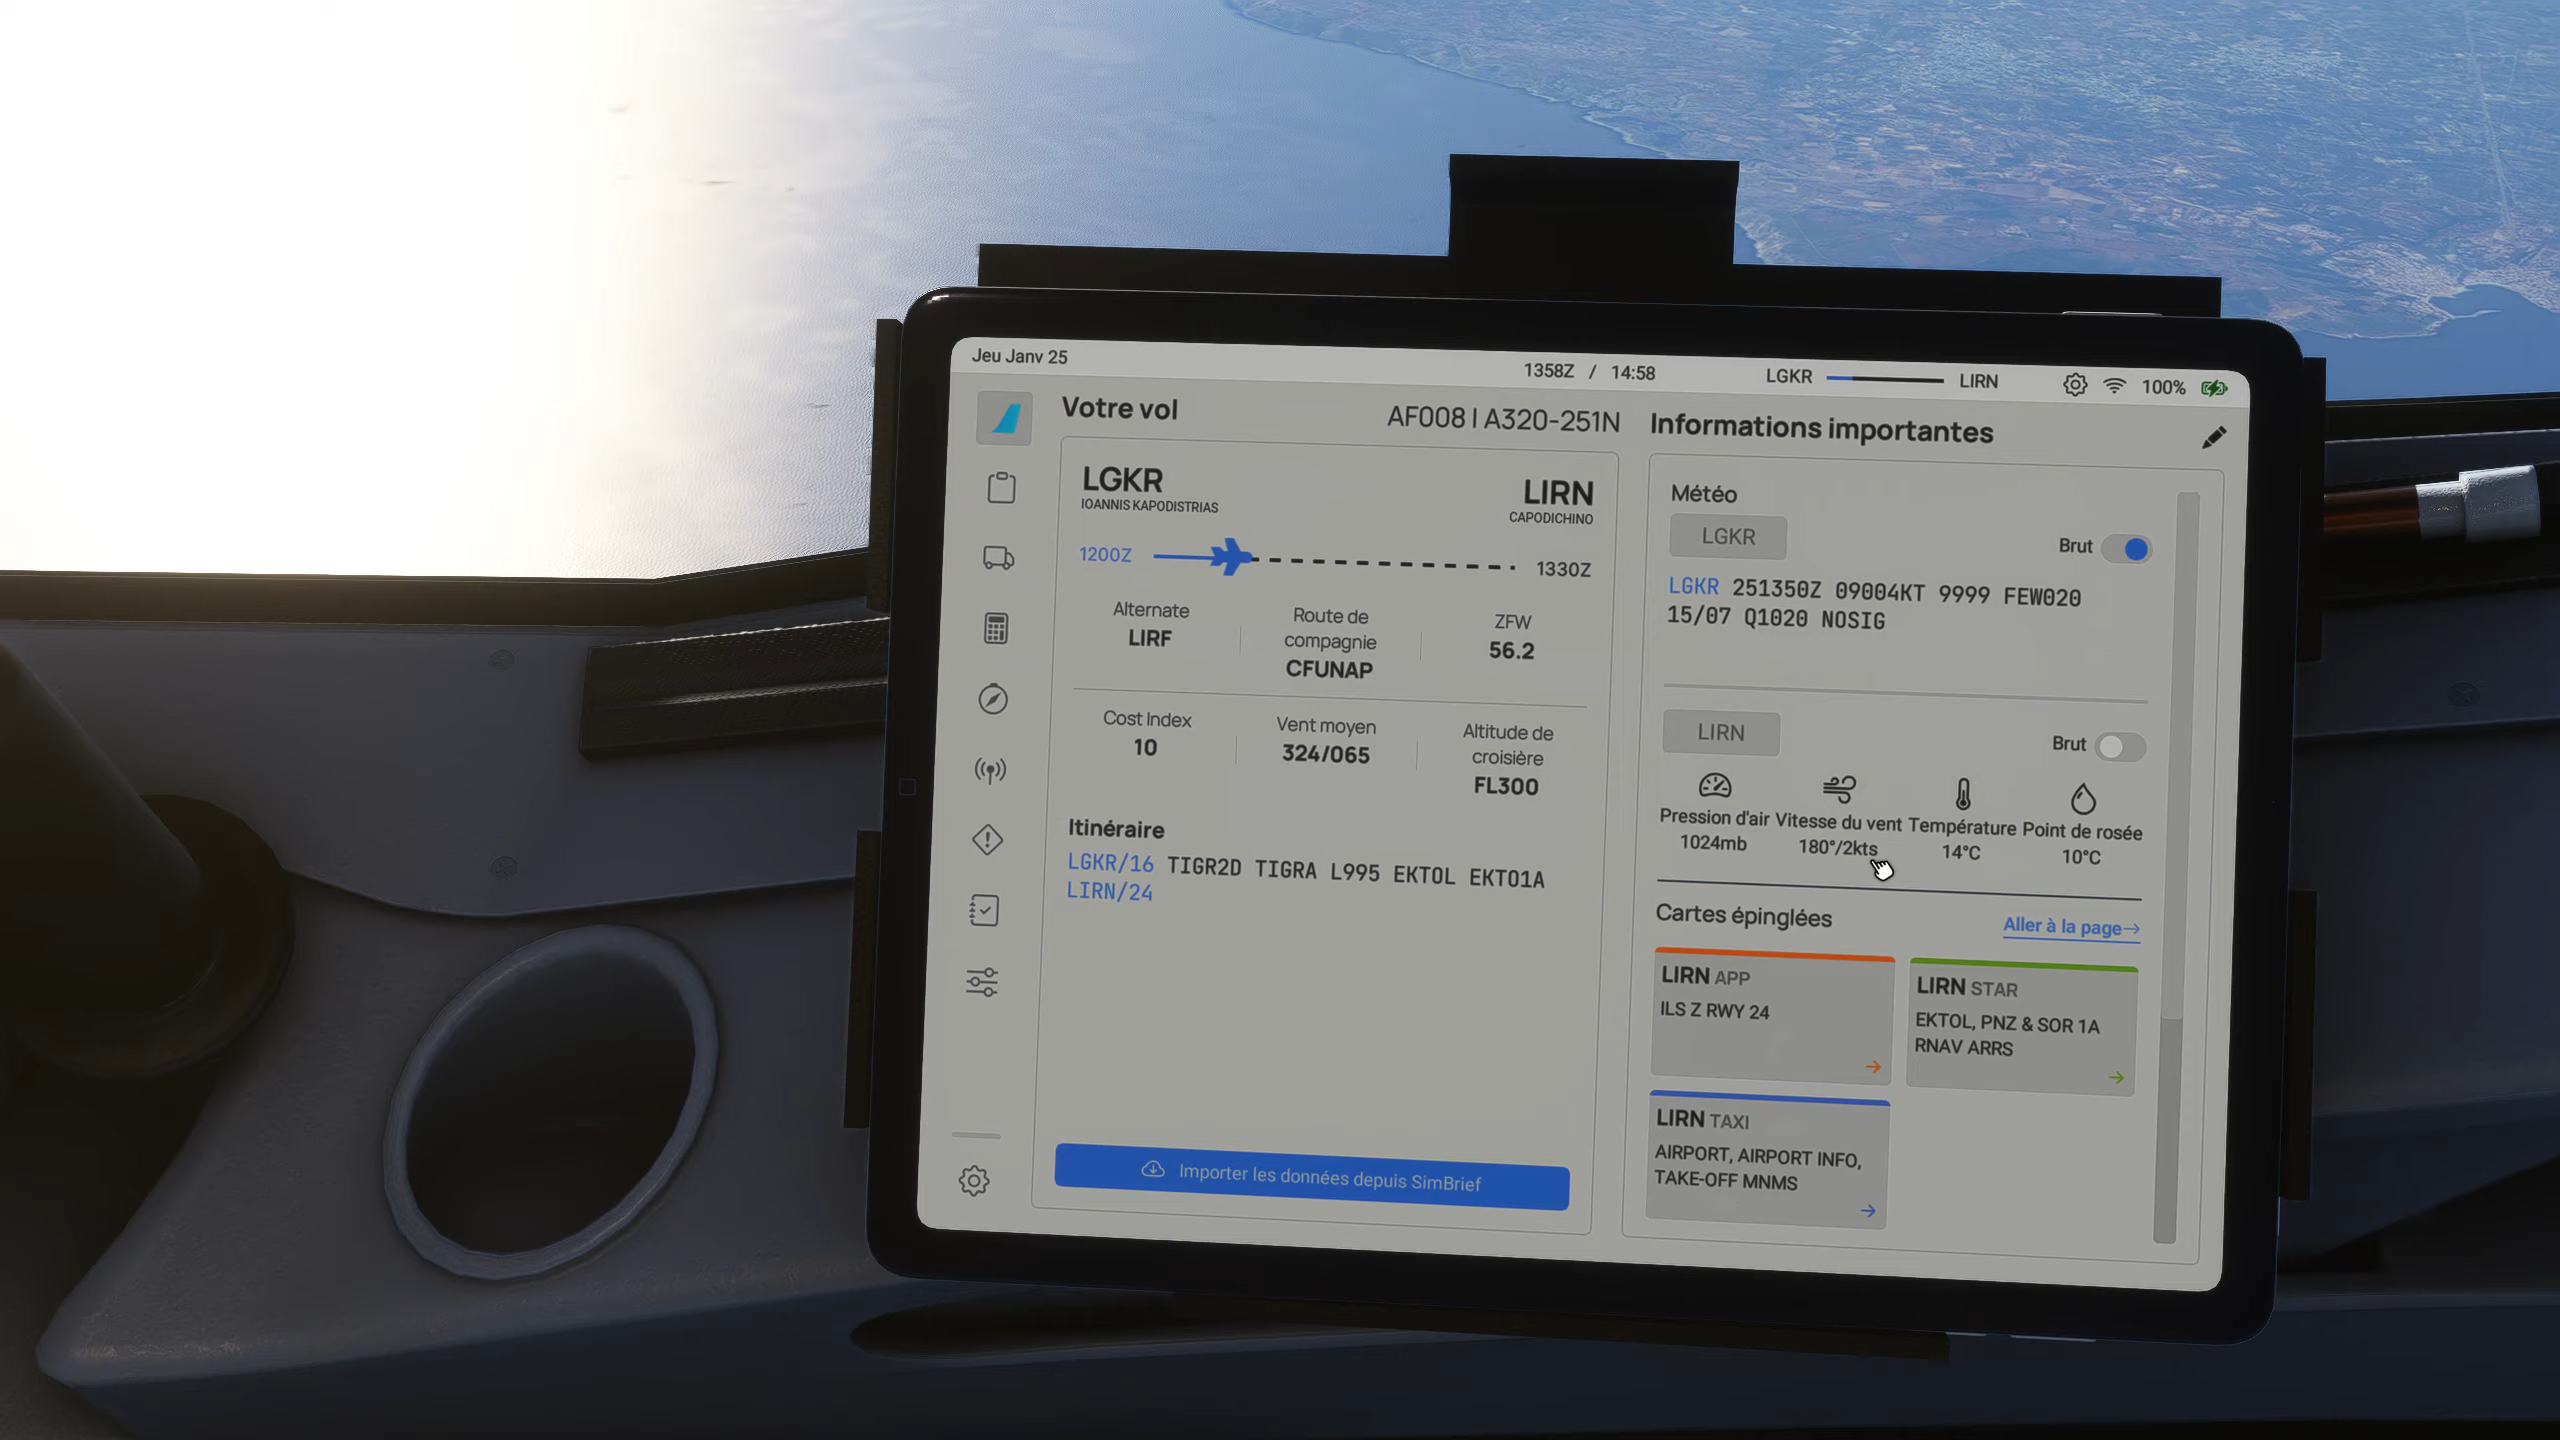 Jeu Janv 25
1358Z / 14:58
LGKR LIRN
100%
Votre vol
AF008 | A320-251N
LGKR
IOANNIS KAPODISTRIAS
LIRN
CAPODICHINO
1200Z
1330Z
Alternate
LIRF
Route de
compagnie
CFUNAP
ZFW
56.2
Cost Index
10
Vent moyen
324/065
Altitude de
croisière
FL300
Itinéraire
LGKR/16 TIGR2D TIGRA L995 EKTOL EKTO1A
LIRN/24
Importer les données depuis SimBrief
Informations importantes
Météo
LGKR
Brut
LGKR 251350Z 09004KT 9999 FEW020
15/07 Q1020 NOSIG
LIRN
Brut
Pression d'air
1024mb
Vitesse du vent
180°/2kts
Température
14°C
Point de rosée
10°C
Cartes épinglées
Aller à la page→
LIRN APP
ILS Z RWY 24
LIRN STAR
EKTOL, PNZ & SOR 1A
RNAV ARRS
LIRN TAXI
AIRPORT, AIRPORT INFO,
TAKE-OFF MNMS